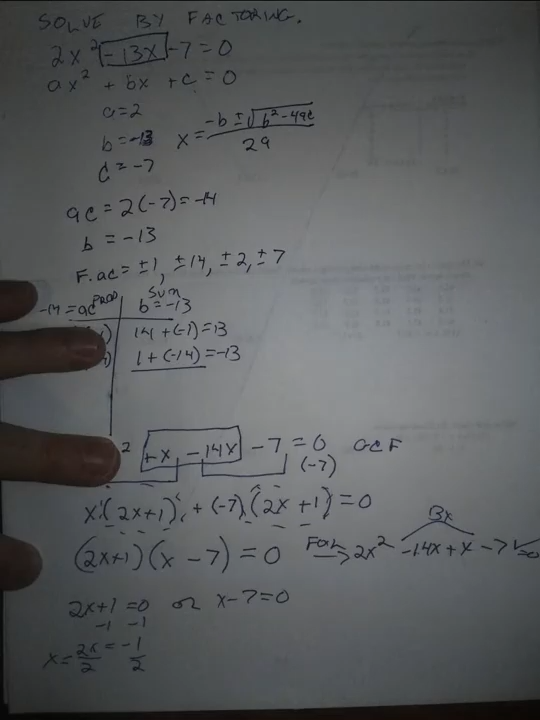 SOLVE BY FACTORING.
2x² -13x -7 = 0
ax² + bx + c = 0
a = 2
b = -13 x = -b ± √b² - 4ac / 2a
c = -7
ac = 2(-7) = -14
b = -13
F. ac = ±1, ±14, ±2, ±7
-14 = ac PROD b = -13 SUM
14 + (-1) = 13
1 + (-14) = -13
² + x, -14x -7 = 0 GCF
(-7)
x(2x+1) + (-7)(2x+1) = 0
(2x+1)(x - 7) = 0 2x² -14x + x - 7 = 0
2x+1 = 0 or x-7 = 0
-1 -1
x = 2x/2 = -1/2